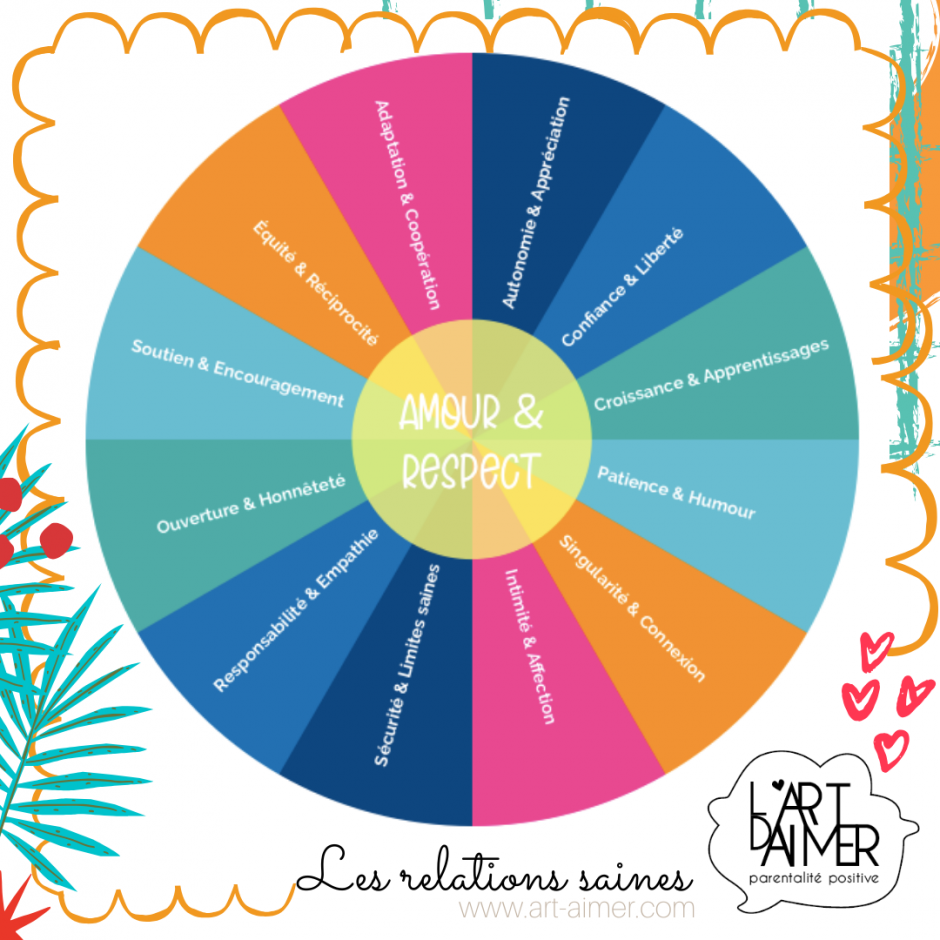 Adaptation & Coopération
Autonomie & Appréciation
Confiance & Liberté
Croissance & Apprentissages
Patience & Humour
Singularité & Connexion
Intimité & Affection
Sécurité & Limites saines
Responsabilité & Empathie
Ouverture & Honnêteté
Soutien & Encouragement
Équité & Réciprocité
AMOUR &
RESPECT
L'ART
D'AIMER
parentalité positive
Les relations saines
www.art-aimer.com